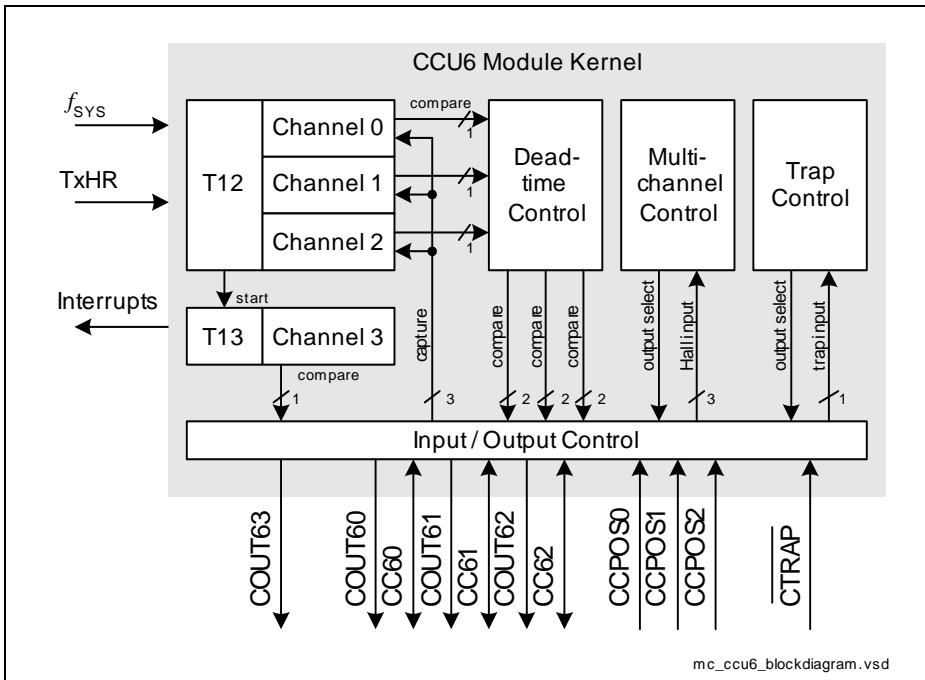 CCU6 Module Kernel
fSYS
TxHR
Interrupts
T12
Channel 0
Channel 1
Channel 2
compare
1
1
1
Dead-
time
Control
Multi-
channel
Control
Trap
Control
start
T13
Channel 3
compare
1
capture
3
compare
2
compare
2
compare
2
output select
Hall input
3
output select
trap input
1
Input / Output Control
COUT63
COUT60
CC60
COUT61
CC61
COUT62
CC62
CCPOS0
CCPOS1
CCPOS2
CTRAP
mc_ccu6_blockdiagram.vsd